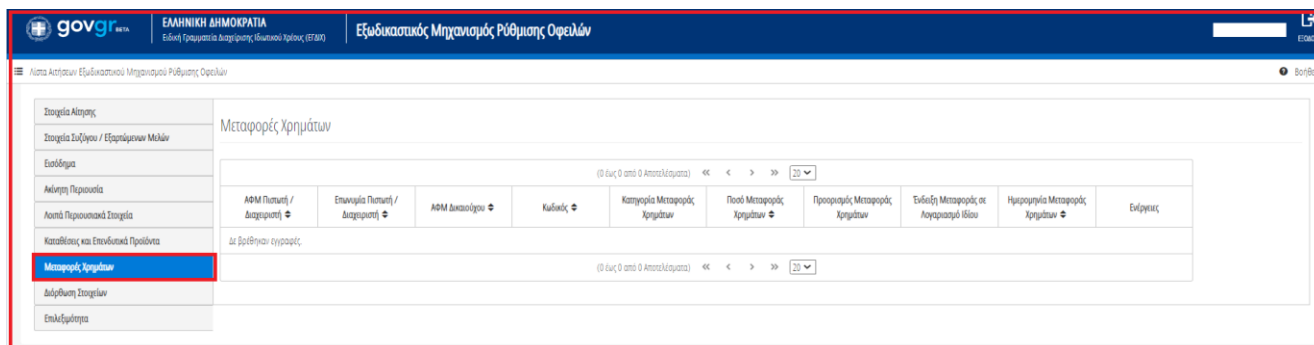 govgr BETA
ΕΛΛΗΝΙΚΗ ΔΗΜΟΚΡΑΤΙΑ
Ειδική Γραμματεία Διαχείρισης Ιδιωτικού Χρέους (ΕΓΔΙΧ)
Εξωδικαστικός Μηχανισμός Ρύθμισης Οφειλών
Λίστα Αιτήσεων Εξωδικαστικού Μηχανισμού Ρύθμισης Οφειλών
Στοιχεία Αίτησης
Στοιχεία Συζύγου / Εξαρτώμενων Μελών
Εισόδημα
Ακίνητη Περιουσία
Λοιπά Περιουσιακά Στοιχεία
Καταθέσεις και Επενδυτικά Προϊόντα
Μεταφορές Χρημάτων
Διόρθωση Στοιχείων
Επιλεξιμότητα
Μεταφορές Χρημάτων
(0 έως 0 από 0 Αποτελέσματα) 20
ΑΦΜ Πιστωτή / Διαχειριστή
Επωνυμία Πιστωτή / Διαχειριστή
ΑΦΜ Δικαιούχου
Κωδικός
Κατηγορία Μεταφοράς Χρημάτων
Ποσό Μεταφοράς Χρημάτων
Προορισμός Μεταφοράς Χρημάτων
Ένδειξη Μεταφοράς σε Λογαριασμό Ιδίου
Ημερομηνία Μεταφοράς Χρημάτων
Ενέργειες
Δε βρέθηκαν εγγραφές.
(0 έως 0 από 0 Αποτελέσματα) 20